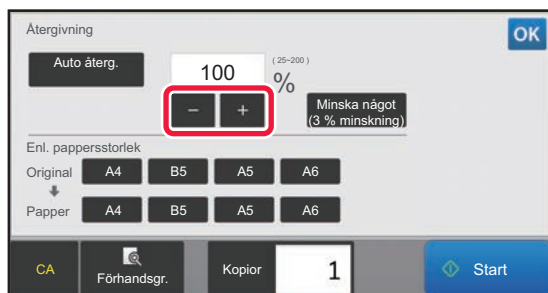 Återgivning
OK
Auto återg.
100
( 25~200 )
%
− +
Minska något
(3 % minskning)
Enl. pappersstorlek
Original A4 B5 A5 A6
Papper A4 B5 A5 A6
CA
Förhandsgr.
Kopior
1
Start